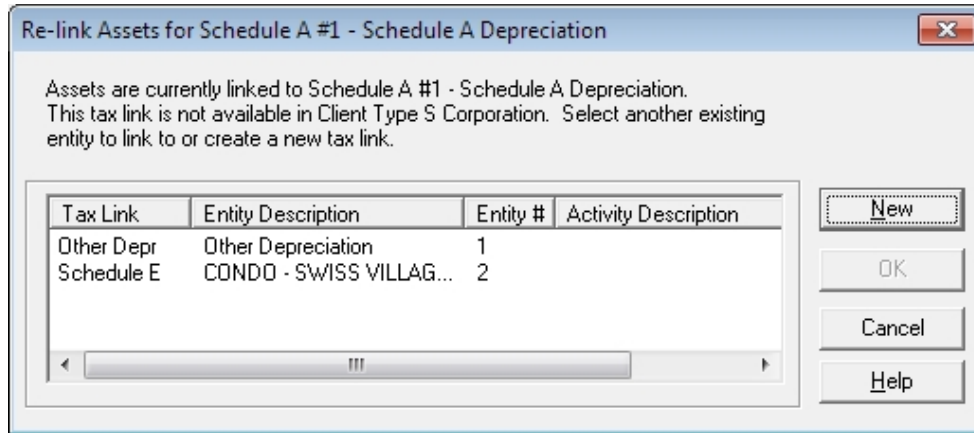 Re-link Assets for Schedule A #1 - Schedule A Depreciation
Assets are currently linked to Schedule A #1 - Schedule A Depreciation.
This tax link is not available in Client Type S Corporation. Select another existing
entity to link to or create a new tax link.
Tax Link Entity Description Entity # Activity Description
Other Depr Other Depreciation 1
Schedule E CONDO - SWISS VILLAG... 2
New
OK
Cancel
Help